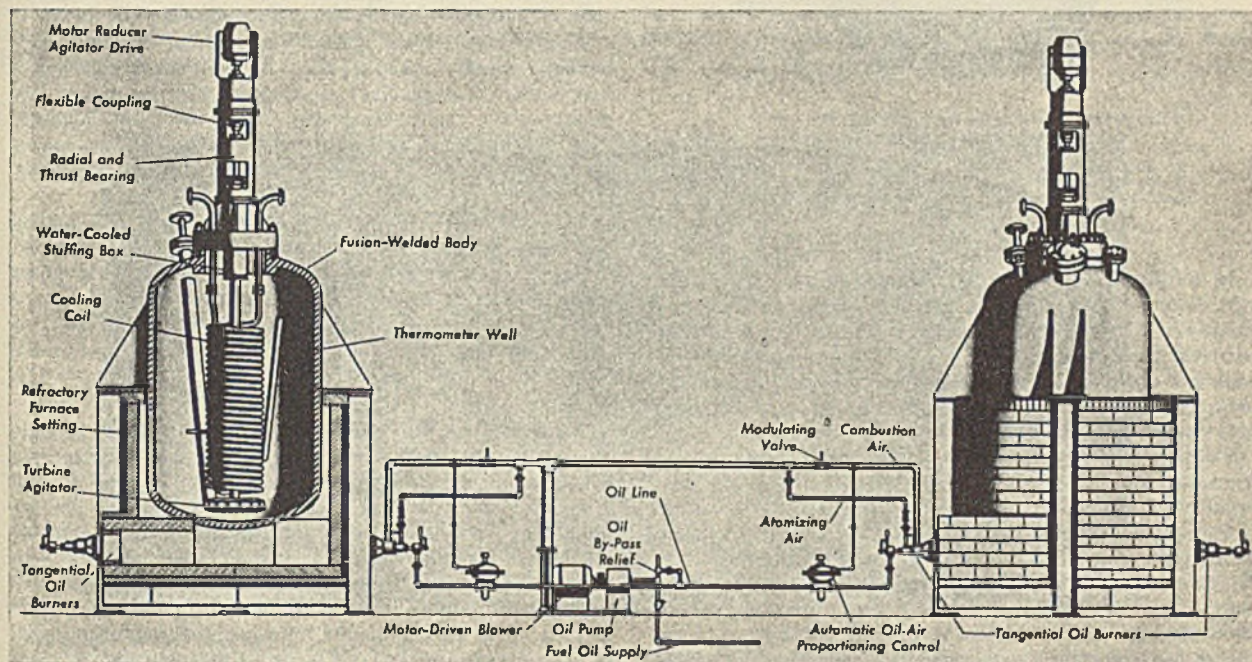 Motor Reducer
Agitator Drive
Flexible Coupling
Radial and
Thrust Bearing
Water-Cooled
Stuffing Box
Fusion-Welded Body
Cooling
Coil
Thermometer Well
Refractory
Furnace
Setting
Turbine
Agitator
Tangential
Oil
Burners
Modulating
Valve
Combustion
Air
Oil Line
Atomizing
Air
Oil
By-Pass
Relief
Motor-Driven Blower
Oil Pump
Fuel Oil Supply
Automatic Oil-Air
Proportioning Control
Tangential Oil Burners